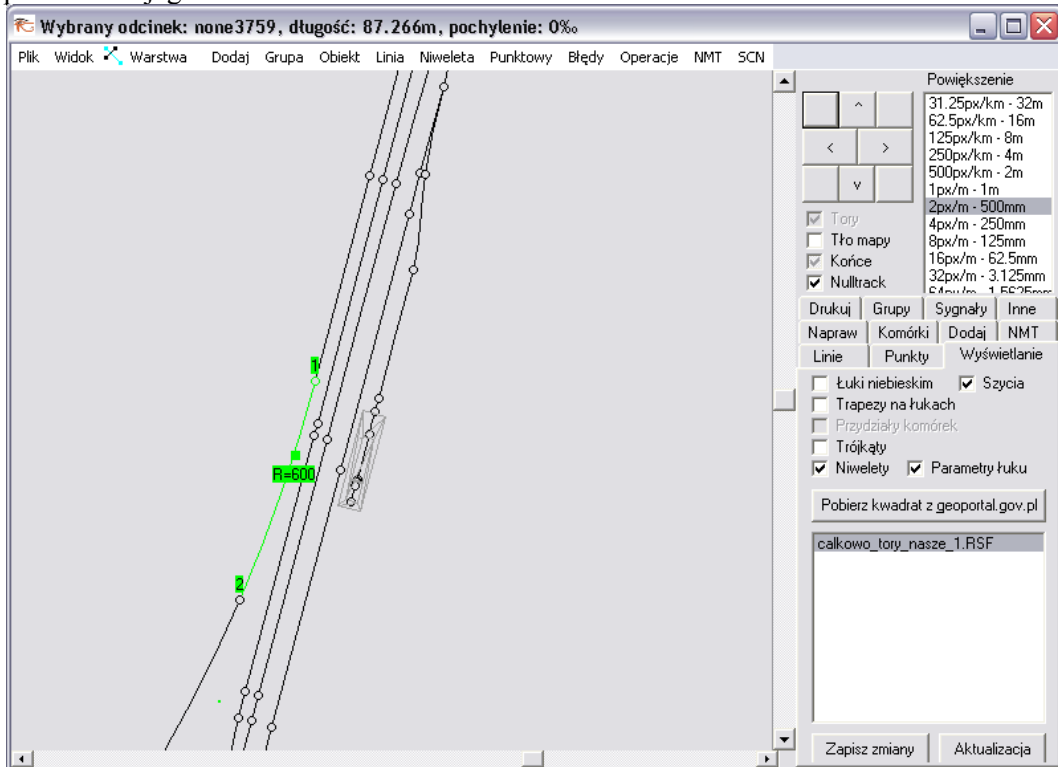 Wybrany odcinek: none3759, długość: 87.266m, pochylenie: 0‰
Plik Widok Warstwa Dodaj Grupa Obiekt Linia Niweleta Punktowy Błędy Operacje NMT SCN
Powiększenie
^
< >
v
31.25px/km - 32m
62.5px/km - 16m
125px/km - 8m
250px/km - 4m
500px/km - 2m
1px/m - 1m
2px/m - 500mm
4px/m - 250mm
8px/m - 125mm
16px/m - 62.5mm
32px/m - 3.125mm
64px/m - 1.5625mm
Tory
Tło mapy
Końce
Nulltrack
Drukuj Grupy Sygnały Inne
Napraw Komórki Dodaj NMT
Linie Punkty Wyświetlanie
Łuki niebieskim Szycia
Trapezy na łukach
Przydziały komórek
Trójkąty
Niwelety Parametry łuku
Pobierz kwadrat z geoportal.gov.pl
calkowo_tory_nasze_1.RSF
Zapisz zmiany Aktualizacja
1
R=600
2